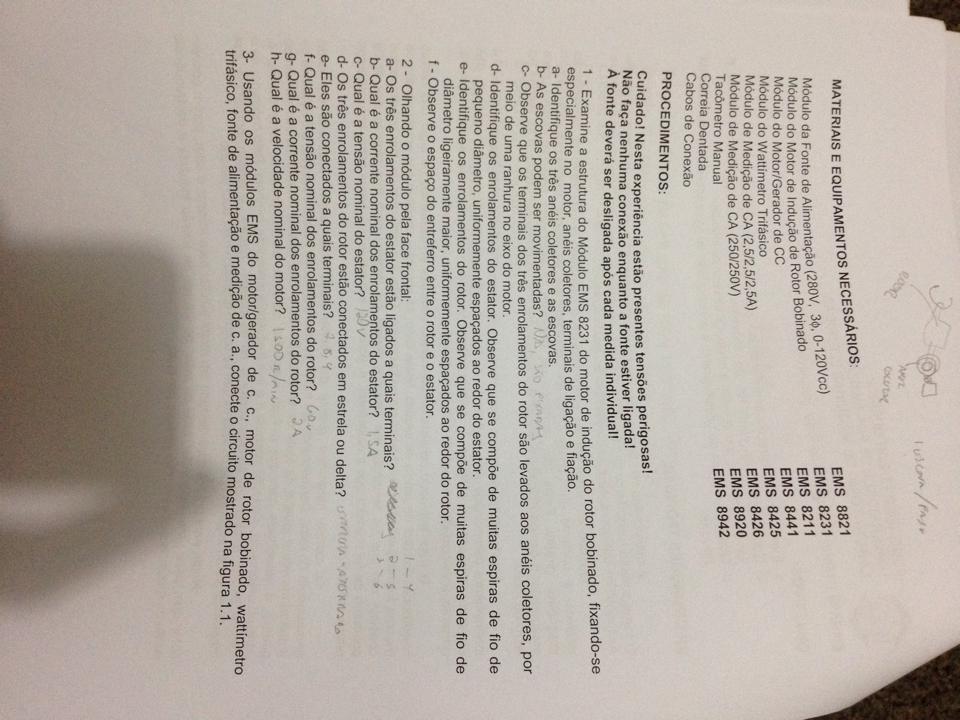 1 escova/fase
MATERIAIS E EQUIPAMENTOS NECESSÁRIOS:
Módulo da Fonte de Alimentação (280V, 3ϕ, 0-120Vcc) EMS 8821
Módulo do Motor de Indução de Rotor Bobinado EMS 8231
Módulo do Motor/Gerador de CC EMS 8211
Módulo do Wattímetro Trifásico EMS 8441
Módulo de Medição de CA (2,5/2,5/2,5A) EMS 8425
Módulo de Medição de CA (250/250V) EMS 8426
Tacômetro Manual EMS 8920
Correia Dentada EMS 8942
Cabos de Conexão
PROCEDIMENTOS:
Cuidado! Nesta experiência estão presentes tensões perigosas!
Não faça nenhuma conexão enquanto a fonte estiver ligada!
À fonte deverá ser desligada após cada medida individual!
1 - Examine a estrutura do Módulo EMS 8231 do motor de indução do rotor bobinado, fixando-se
especialmente no motor, anéis coletores, terminais de ligação e fiação.
a- Identifique os três anéis coletores e as escovas.
b- As escovas podem ser movimentadas?
c- Observe que os terminais dos três enrolamentos do rotor são levados aos anéis coletores, por
meio de uma ranhura no eixo do motor.
d- Identifique os enrolamentos do estator. Observe que se compõe de muitas espiras de fio de
pequeno diâmetro, uniformemente espaçados ao redor do estator.
e- Identifique os enrolamentos do rotor. Observe que se compõe de muitas espiras de fio de
diâmetro ligeiramente maior, uniformemente espaçados ao redor do rotor.
f - Observe o espaço do entreferro entre o rotor e o estator.
2 - Olhando o módulo pela face frontal:
a- Os três enrolamentos do estator estão ligados a quais terminais? 1-4
2-5
3-6
b- Qual é a corrente nominal dos enrolamentos do estator? 1,5A
c- Qual é a tensão nominal do estator? 120V
d- Os três enrolamentos do rotor estão conectados em estrela ou delta?
e- Eles são conectados a quais terminais?
f- Qual é a tensão nominal dos enrolamentos do rotor? 60V
g- Qual é a corrente nominal dos enrolamentos do rotor? 2A
h- Qual é a velocidade nominal do motor? 1500 r/min
3- Usando os módulos EMS do motor/gerador de c. c., motor de rotor bobinado, wattímetro
trifásico, fonte de alimentação e medição de c. a., conecte o circuito mostrado na figura 1.1.